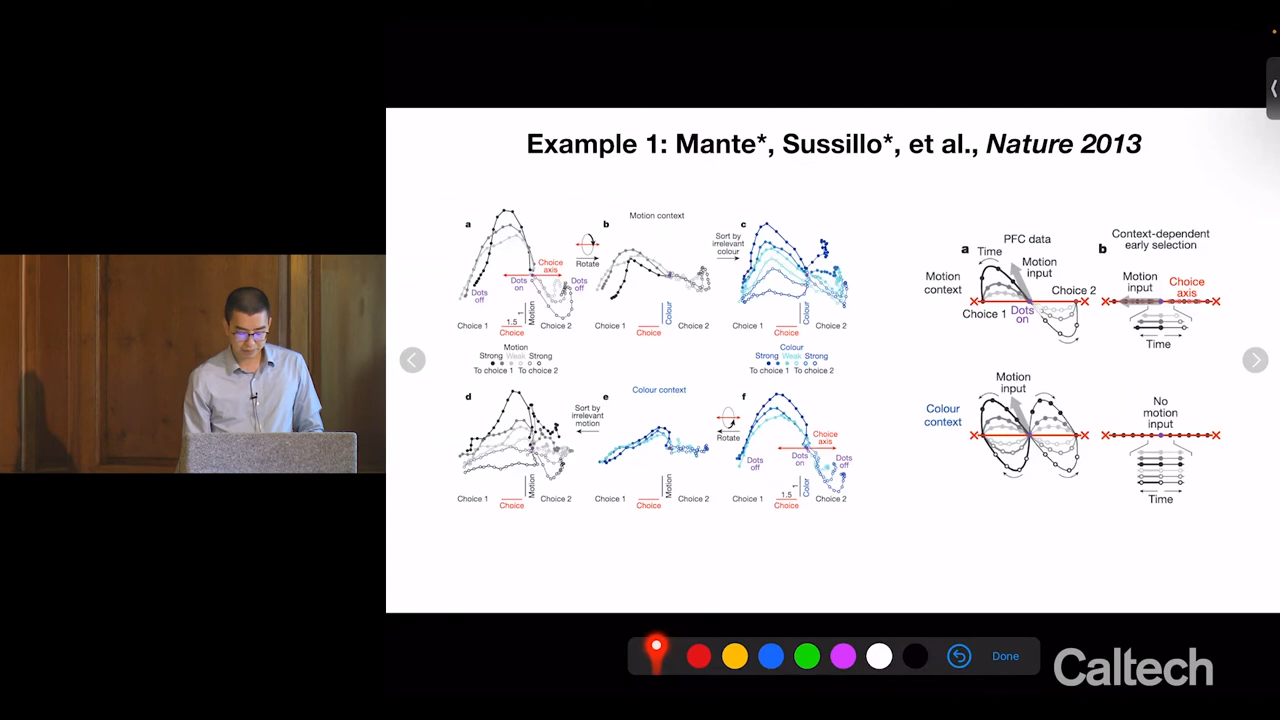 Example 1: Mante*, Sussillo*, et al., Nature 2013
a
b
Motion context
c
Choice axis
Dots on
Dots off
Dots off
Rotate
Sort by irrelevant colour
1
1.5
Motion
Choice 1
Choice
Choice 2
Colour
Choice 1
Choice
Choice 2
Colour
Choice 1
Choice
Choice 2
Motion
Strong Weak Strong
To choice 1 To choice 2
Colour
Strong Weak Strong
To choice 1 To choice 2
d
Sort by irrelevant motion
e
Colour context
Rotate
f
Choice axis
Dots off
Dots on
Dots off
Motion
Choice 1
Choice
Choice 2
Motion
Choice 1
Choice
Choice 2
1
1.5
Color
Choice 1
Choice
Choice 2
PFC data
a
Time
Motion input
Motion context
Choice 2
Choice 1
Dots on
b
Context-dependent early selection
Motion input
Choice axis
Time
Motion input
Colour context
No motion input
Time
Done
Caltech